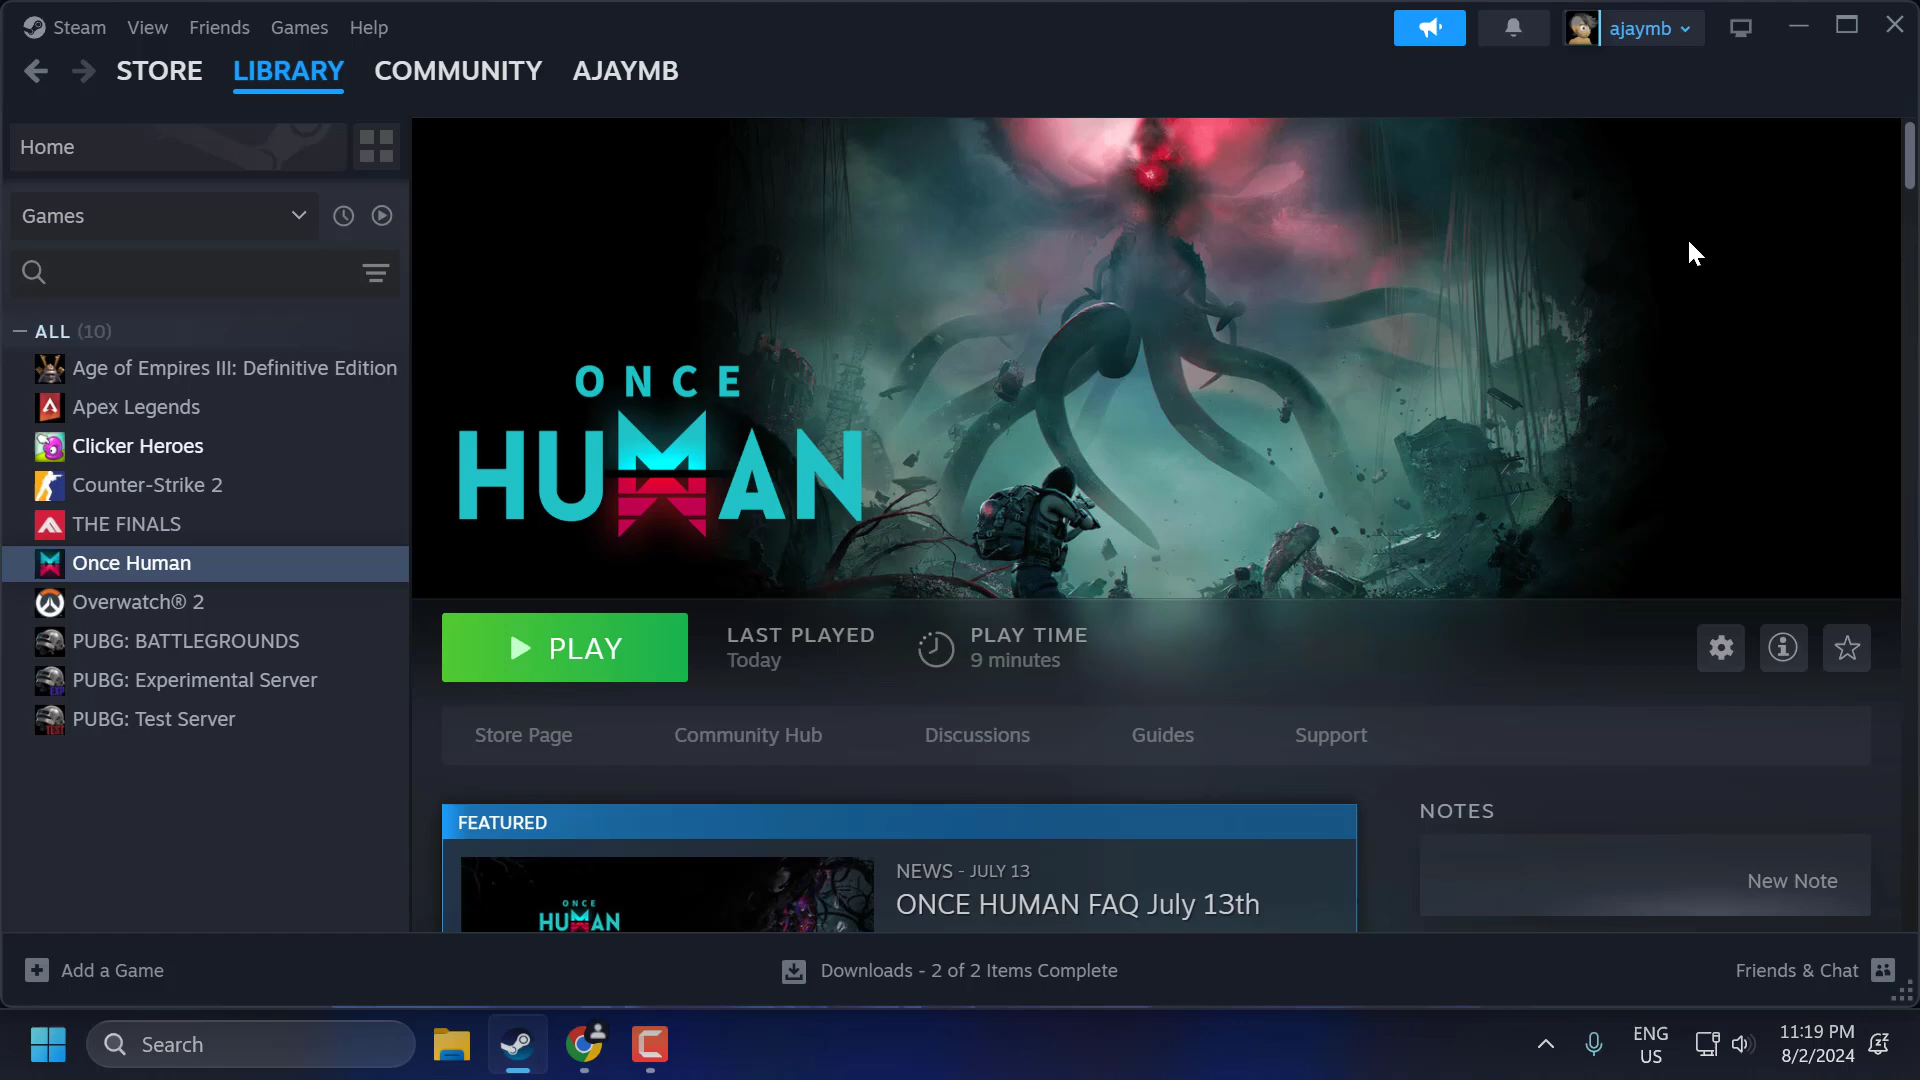 Steam View Friends Games Help
ajaymb
STORE LIBRARY COMMUNITY AJAYMB
Home
Games
ALL (10)
Age of Empires III: Definitive Edition
Apex Legends
Clicker Heroes
Counter-Strike 2
THE FINALS
Once Human
Overwatch® 2
PUBG: BATTLEGROUNDS
PUBG: Experimental Server
PUBG: Test Server
ONCE
HUMAN
PLAY
LAST PLAYED
Today
PLAY TIME
9 minutes
Store Page Community Hub Discussions Guides Support
FEATURED
ONCE
HUMAN
NEWS - JULY 13
ONCE HUMAN FAQ July 13th
NOTES
New Note
Add a Game
Downloads - 2 of 2 Items Complete
Friends & Chat
Search
ENG
US
11:19 PM
8/2/2024